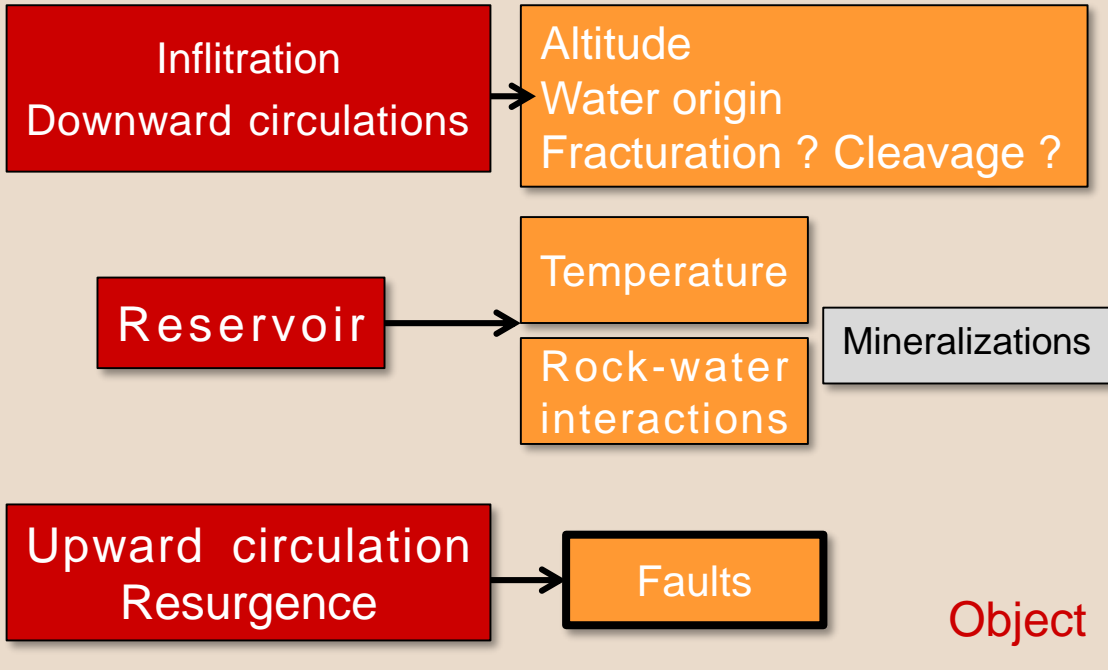 Inflitration
Downward circulations
Altitude
Water origin
Fracturation ? Cleavage ?
Reservoir
Temperature
Rock-water
interactions
Mineralizations
Upward circulation
Resurgence
Faults
Object